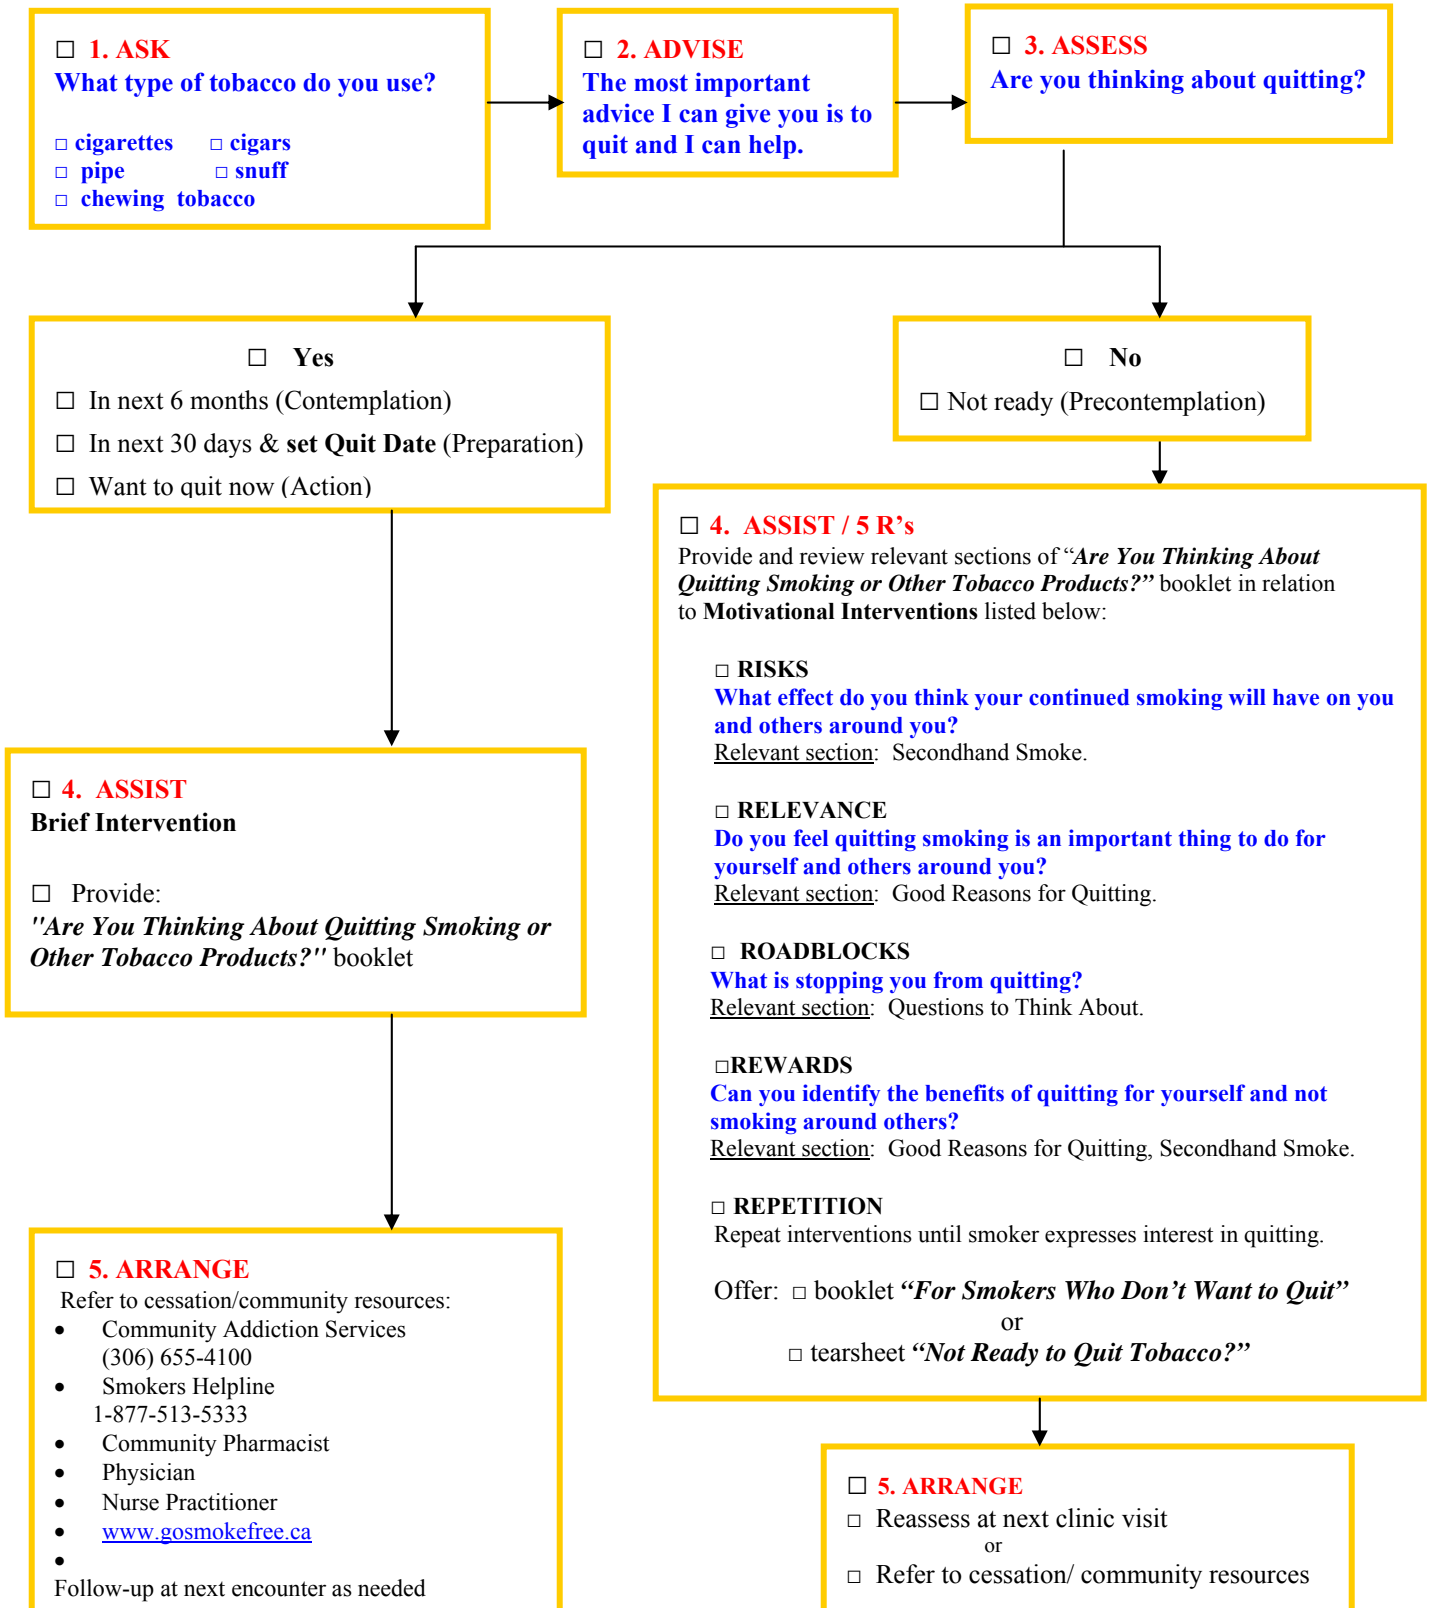 □ 1. ASK
What type of tobacco do you use?
□ cigarettes □ cigars
□ pipe □ snuff
□ chewing tobacco
□ 2. ADVISE
The most important
advice I can give you is to
quit and I can help.
□ 3. ASSESS
Are you thinking about quitting?
□ Yes
□ In next 6 months (Contemplation)
□ In next 30 days & set Quit Date (Preparation)
□ Want to quit now (Action)
□ No
□ Not ready (Precontemplation)
□ 4. ASSIST
Brief Intervention
□ Provide:
"Are You Thinking About Quitting Smoking or
Other Tobacco Products?" booklet
□ 5. ARRANGE
Refer to cessation/community resources:
• Community Addiction Services
(306) 655-4100
• Smokers Helpline
1-877-513-5333
• Community Pharmacist
• Physician
• Nurse Practitioner
• www.gosmokefree.ca
•
Follow-up at next encounter as needed
□ 4. ASSIST / 5 R’s
Provide and review relevant sections of “Are You Thinking About
Quitting Smoking or Other Tobacco Products?” booklet in relation
to Motivational Interventions listed below:
□ RISKS
What effect do you think your continued smoking will have on you
and others around you?
Relevant section: Secondhand Smoke.
□ RELEVANCE
Do you feel quitting smoking is an important thing to do for
yourself and others around you?
Relevant section: Good Reasons for Quitting.
□ ROADBLOCKS
What is stopping you from quitting?
Relevant section: Questions to Think About.
□REWARDS
Can you identify the benefits of quitting for yourself and not
smoking around others?
Relevant section: Good Reasons for Quitting, Secondhand Smoke.
□ REPETITION
Repeat interventions until smoker expresses interest in quitting.
Offer: □ booklet “For Smokers Who Don’t Want to Quit”
or
□ tearsheet “Not Ready to Quit Tobacco?”
□ 5. ARRANGE
□ Reassess at next clinic visit
or
□ Refer to cessation/ community resources